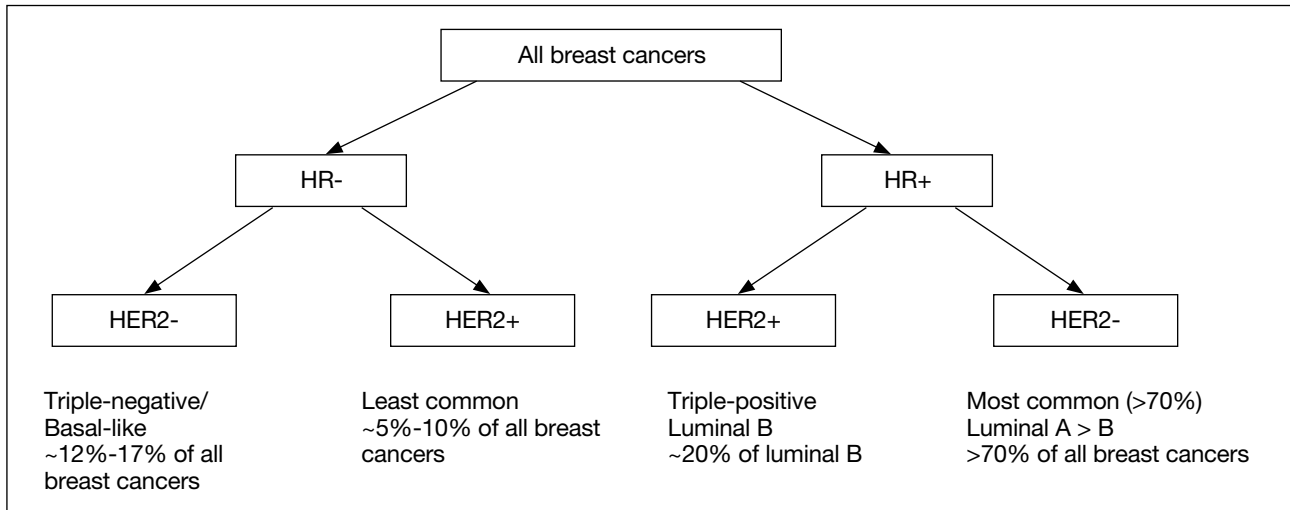 All breast cancers
HR-
HR+
HER2-
HER2+
HER2+
HER2-
Triple-negative/
Basal-like
~12%-17% of all
breast cancers
Least common
~5%-10% of all breast
cancers
Triple-positive
Luminal B
~20% of luminal B
Most common (>70%)
Luminal A > B
>70% of all breast cancers